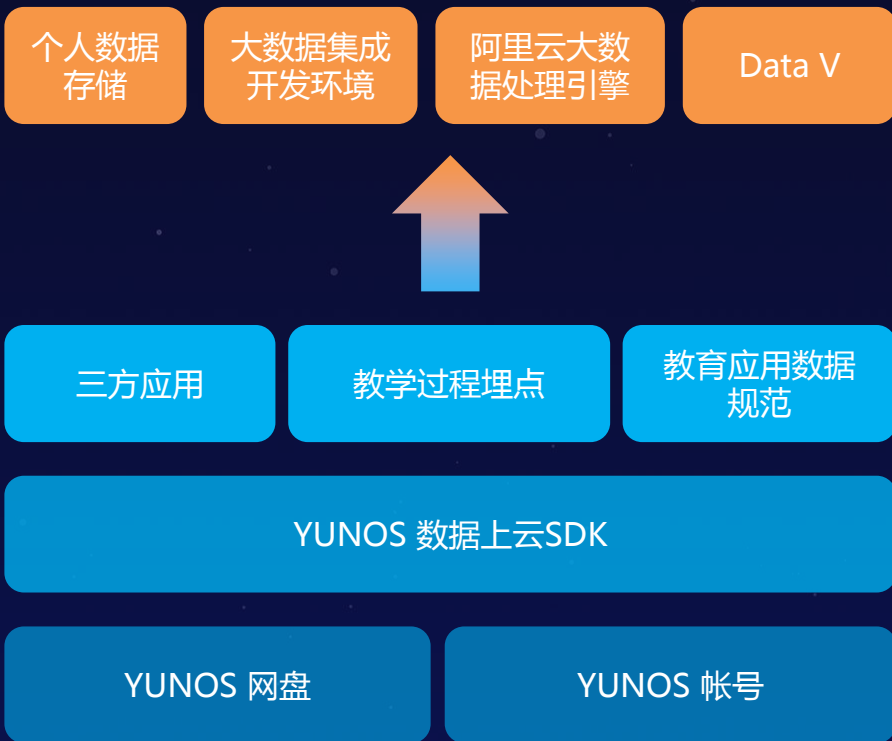 个人数据
存储
大数据集成
开发环境
阿里云大数
据处理引擎
Data V
三方应用
教学过程埋点
教育应用数据
规范
YUNOS 数据上云SDK
YUNOS 网盘
YUNOS 帐号